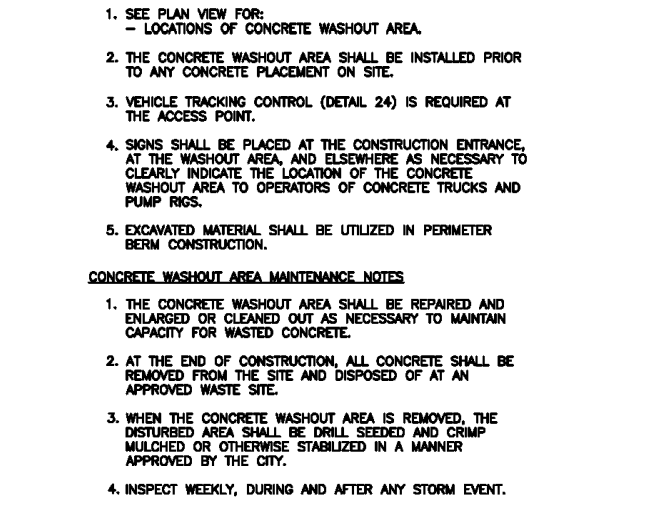 1. SEE PLAN VIEW FOR:
– LOCATIONS OF CONCRETE WASHOUT AREA.
2. THE CONCRETE WASHOUT AREA SHALL BE INSTALLED PRIOR
TO ANY CONCRETE PLACEMENT ON SITE.
3. VEHICLE TRACKING CONTROL (DETAIL 24) IS REQUIRED AT
THE ACCESS POINT.
4. SIGNS SHALL BE PLACED AT THE CONSTRUCTION ENTRANCE,
AT THE WASHOUT AREA, AND ELSEWHERE AS NECESSARY TO
CLEARLY INDICATE THE LOCATION OF THE CONCRETE
WASHOUT AREA TO OPERATORS OF CONCRETE TRUCKS AND
PUMP RIGS.
5. EXCAVATED MATERIAL SHALL BE UTILIZED IN PERIMETER
BERM CONSTRUCTION.
CONCRETE WASHOUT AREA MAINTENANCE NOTES
1. THE CONCRETE WASHOUT AREA SHALL BE REPAIRED AND
ENLARGED OR CLEANED OUT AS NECESSARY TO MAINTAIN
CAPACITY FOR WASTED CONCRETE.
2. AT THE END OF CONSTRUCTION, ALL CONCRETE SHALL BE
REMOVED FROM THE SITE AND DISPOSED OF AT AN
APPROVED WASTE SITE.
3. WHEN THE CONCRETE WASHOUT AREA IS REMOVED, THE
DISTURBED AREA SHALL BE DRILL SEEDED AND CRIMP
MULCHED OR OTHERWISE STABILIZED IN A MANNER
APPROVED BY THE CITY.
4. INSPECT WEEKLY, DURING AND AFTER ANY STORM EVENT.